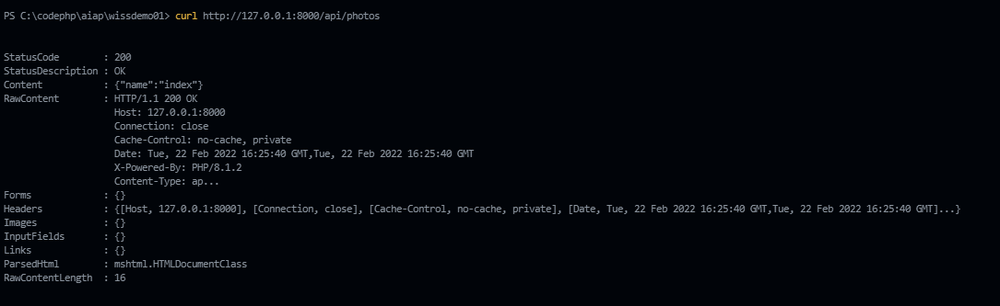 PS C:\codephp\aiap\wissdemo01> curl http://127.0.0.1:8000/api/photos
StatusCode        : 200
StatusDescription : OK
Content           : {"name":"index"}
RawContent        : HTTP/1.1 200 OK
                    Host: 127.0.0.1:8000
                    Connection: close
                    Cache-Control: no-cache, private
                    Date: Tue, 22 Feb 2022 16:25:40 GMT,Tue, 22 Feb 2022 16:25:40 GMT
                    X-Powered-By: PHP/8.1.2
                    Content-Type: ap...
Forms             : {}
Headers           : {[Host, 127.0.0.1:8000], [Connection, close], [Cache-Control, no-cache, private], [Date, Tue, 22 Feb 2022 16:25:40 GMT,Tue, 22 Feb 2022 16:25:40 GMT]...}
Images            : {}
InputFields       : {}
Links             : {}
ParsedHtml        : mshtml.HTMLDocumentClass
RawContentLength  : 16